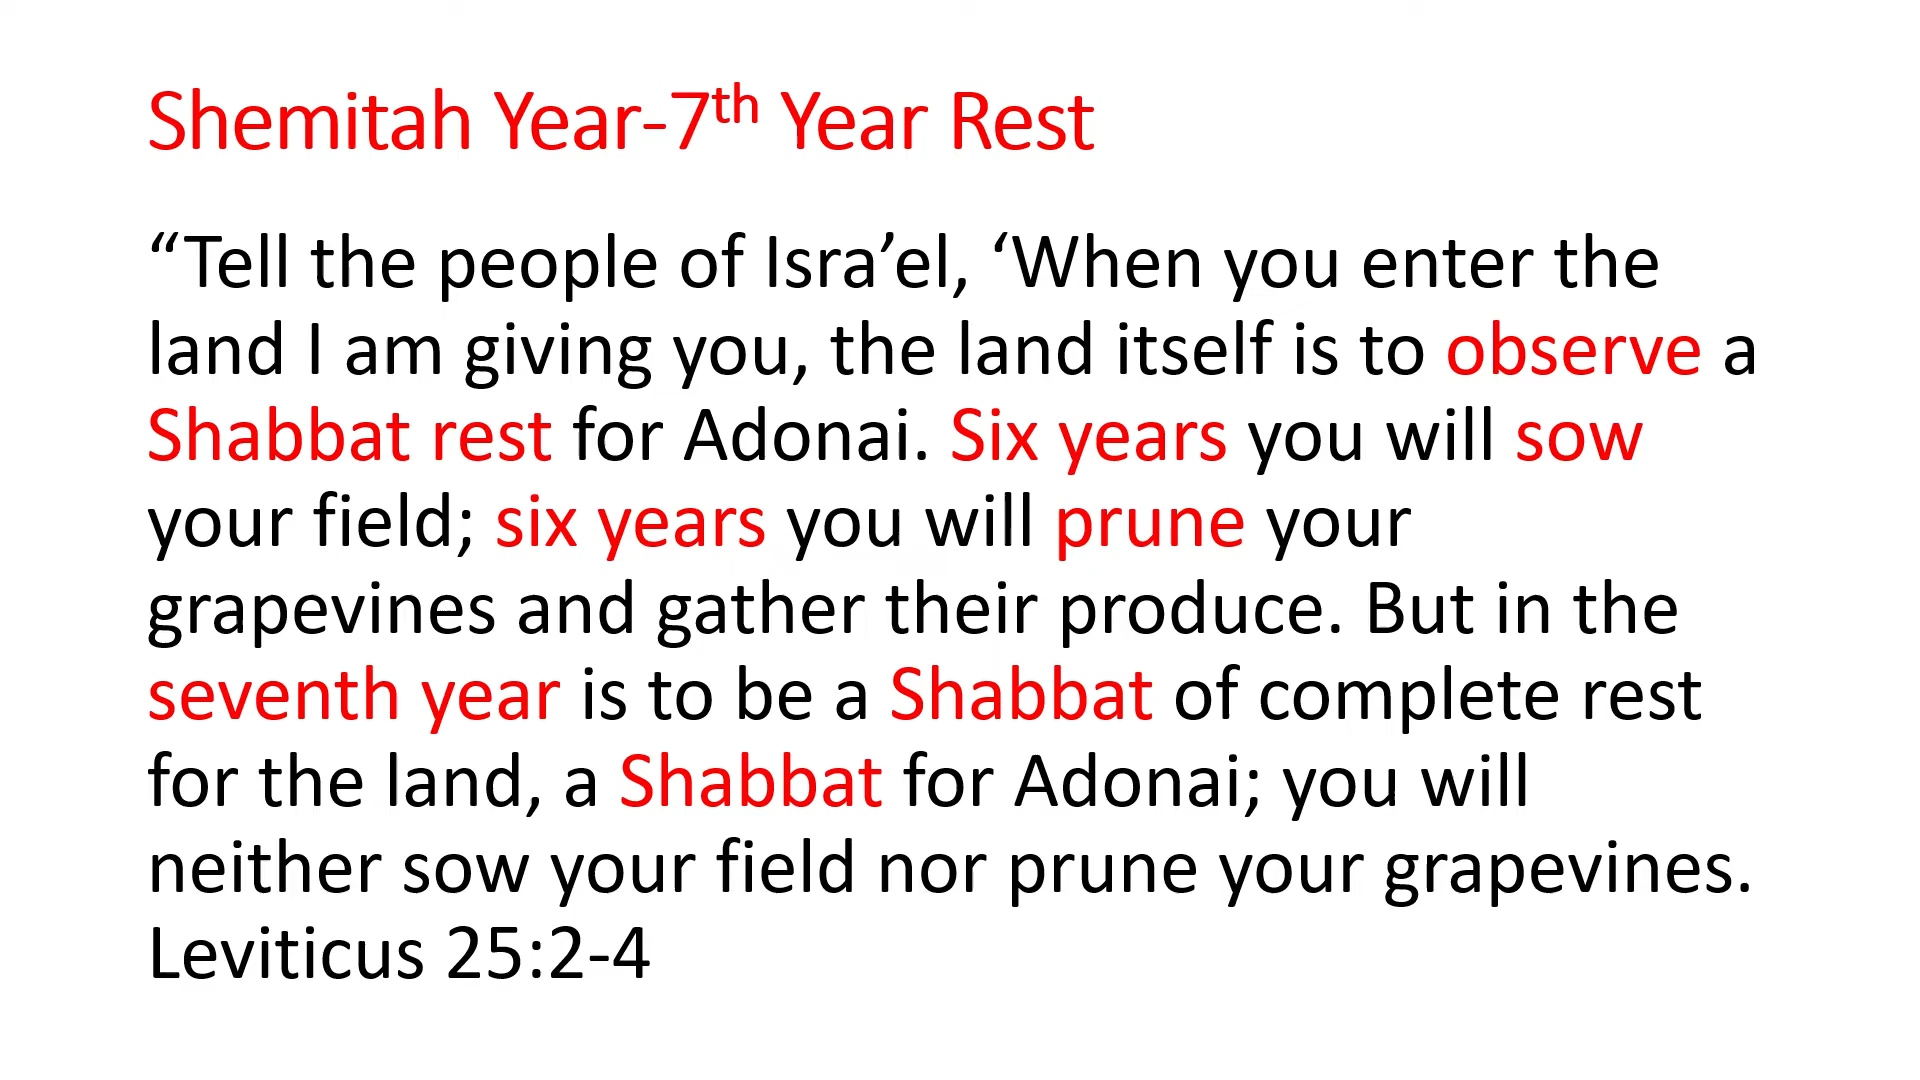 Shemitah Year-7th Year Rest
“Tell the people of Isra’el, ‘When you enter the
land I am giving you, the land itself is to observe a
Shabbat rest for Adonai. Six years you will sow
your field; six years you will prune your
grapevines and gather their produce. But in the
seventh year is to be a Shabbat of complete rest
for the land, a Shabbat for Adonai; you will
neither sow your field nor prune your grapevines.
Leviticus 25:2-4